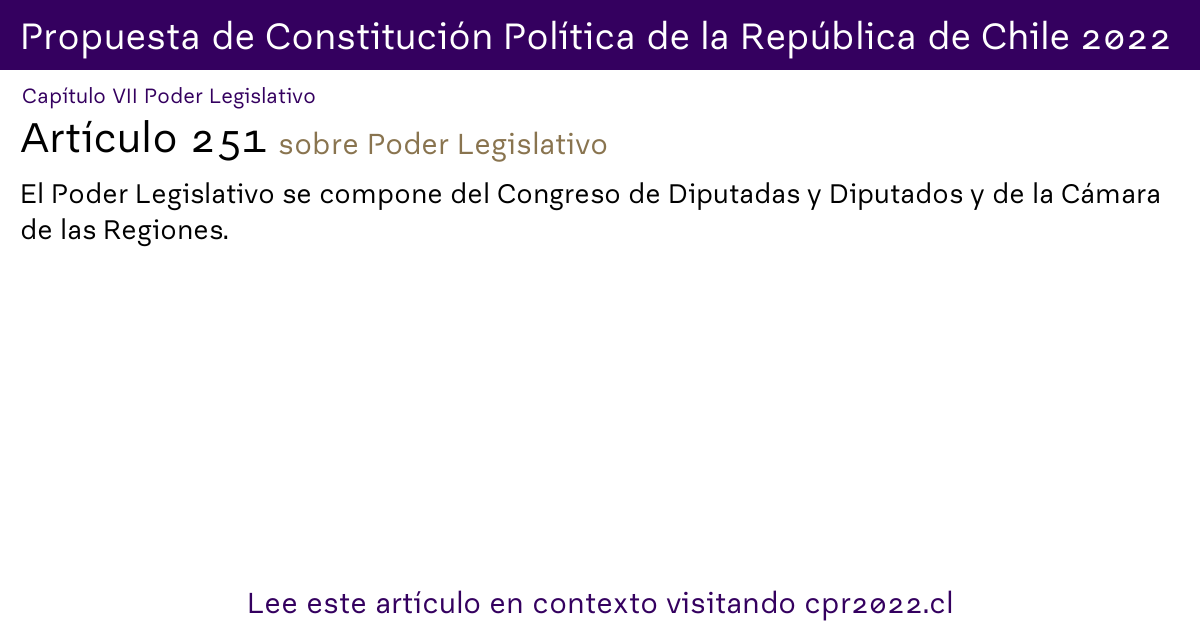 Propuesta de Constitución Política de la República de Chile 2022
Capítulo VII Poder Legislativo
Artículo 251 sobre Poder Legislativo
El Poder Legislativo se compone del Congreso de Diputadas y Diputados y de la Cámara
de las Regiones.
Lee este artículo en contexto visitando cpr2022.cl